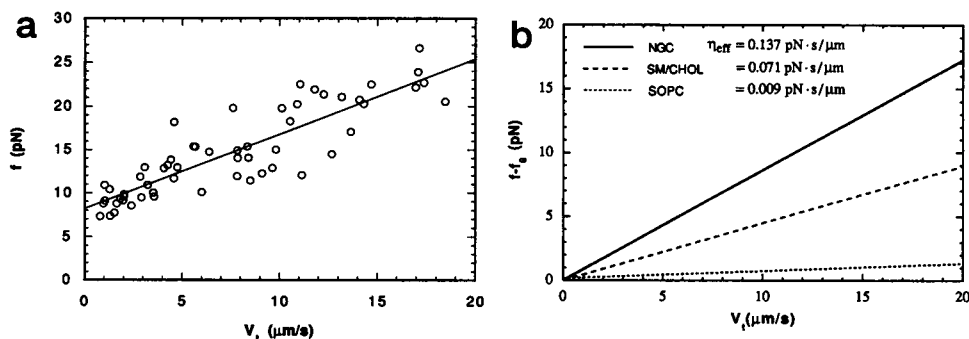 a
30
25
20
15
10
5
0
f (pN)
0 5 10 15 20
V, (μm/s)
b
20
15
10
5
0
f-f₀ (pN)
NGC η_eff = 0.137 pN·s/μm
SM/CHOL = 0.071 pN·s/μm
SOPC = 0.009 pN·s/μm
0 5 10 15 20
Vₜ(μm/s)